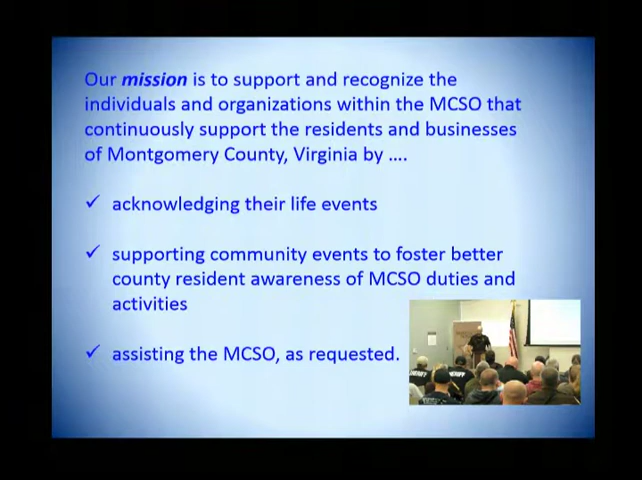 Our mission is to support and recognize the
individuals and organizations within the MCSO that
continuously support the residents and businesses
of Montgomery County, Virginia by ....
✓ acknowledging their life events
✓ supporting community events to foster better
county resident awareness of MCSO duties and
activities
✓ assisting the MCSO, as requested.
SHERIFF
SHERIFF